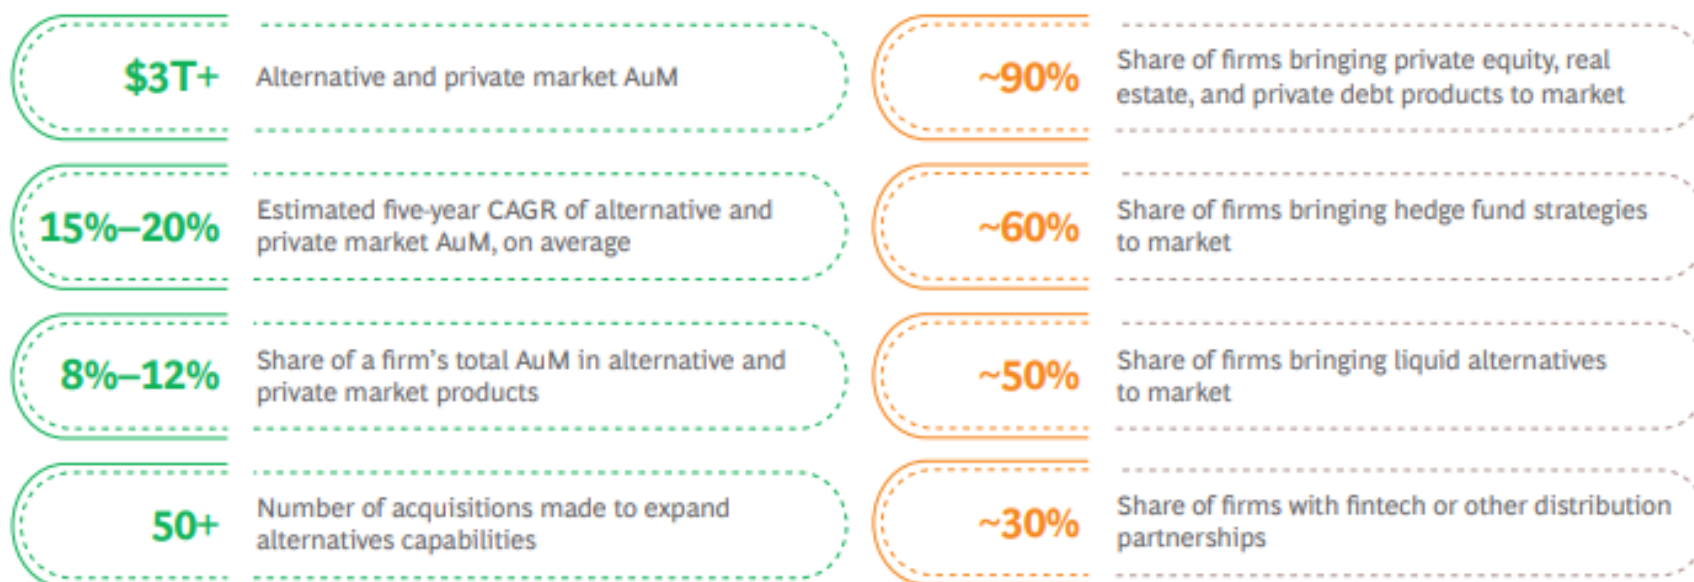 $3T+
Alternative and private market AuM
15%–20%
Estimated five-year CAGR of alternative and
private market AuM, on average
8%–12%
Share of a firm’s total AuM in alternative and
private market products
50+
Number of acquisitions made to expand
alternatives capabilities
~90%
Share of firms bringing private equity, real
estate, and private debt products to market
~60%
Share of firms bringing hedge fund strategies
to market
~50%
Share of firms bringing liquid alternatives
to market
~30%
Share of firms with fintech or other distribution
partnerships